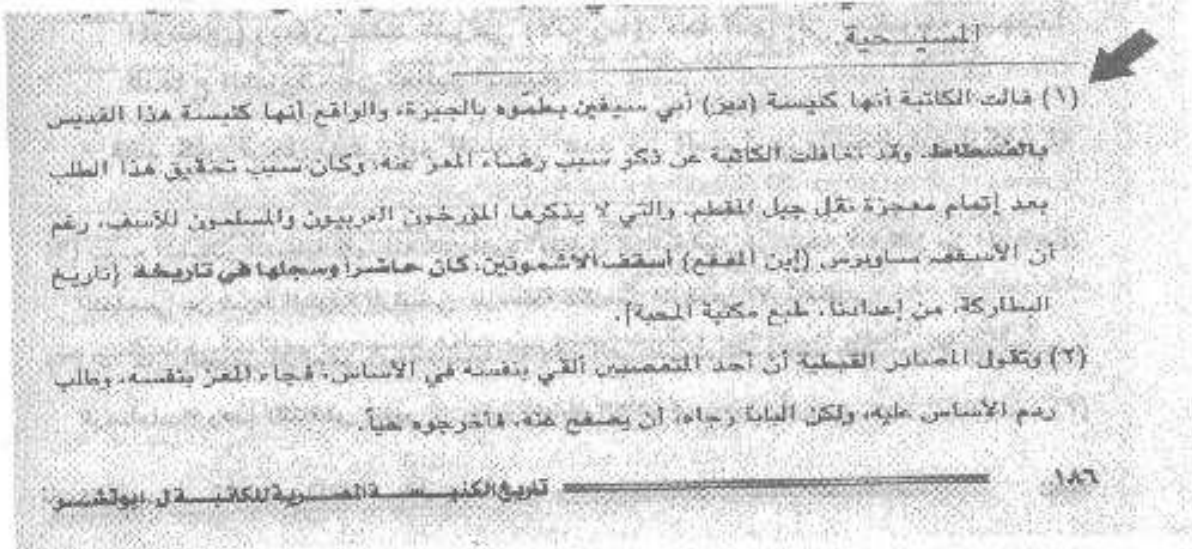 المسيحية.
(١) قالت الكاتبة أنها كنيسة (دير) أبي سيفين بطموه بالجيزة، والواقع أنها كنيسة هذا القديس
بالفسطاط. وقد تغافلت الكاتبة عن ذكر سبب رضاء المعز عنه، وكان سبب تحقيق هذا الطلب
بعد إتمام معجزة نقل جبل المقطم. والتي لا يذكرها المؤرخون الغربيون والمسلمون للأسف، رغم
أن الأسقف ساويرس (إبن المقفع) أسقف الأشمونين، كان حاضرا وسجلها في تاريخه [تاريخ
البطاركة، من إعدادنا، طبع مكتبة المحبة].
(٢) وتقول المصادر القبطية أن أحد المتعصبين ألقي بنفسه في الأساس، فجاء المعز بنفسه، وطلب
ردم الأساس عليه، ولكن البابا رجاه، أن يصفح عنه، فأخرجوه حياً.
١٨٦ تاريخ الكنيسة المصرية للكاتبة ل. بوتشر